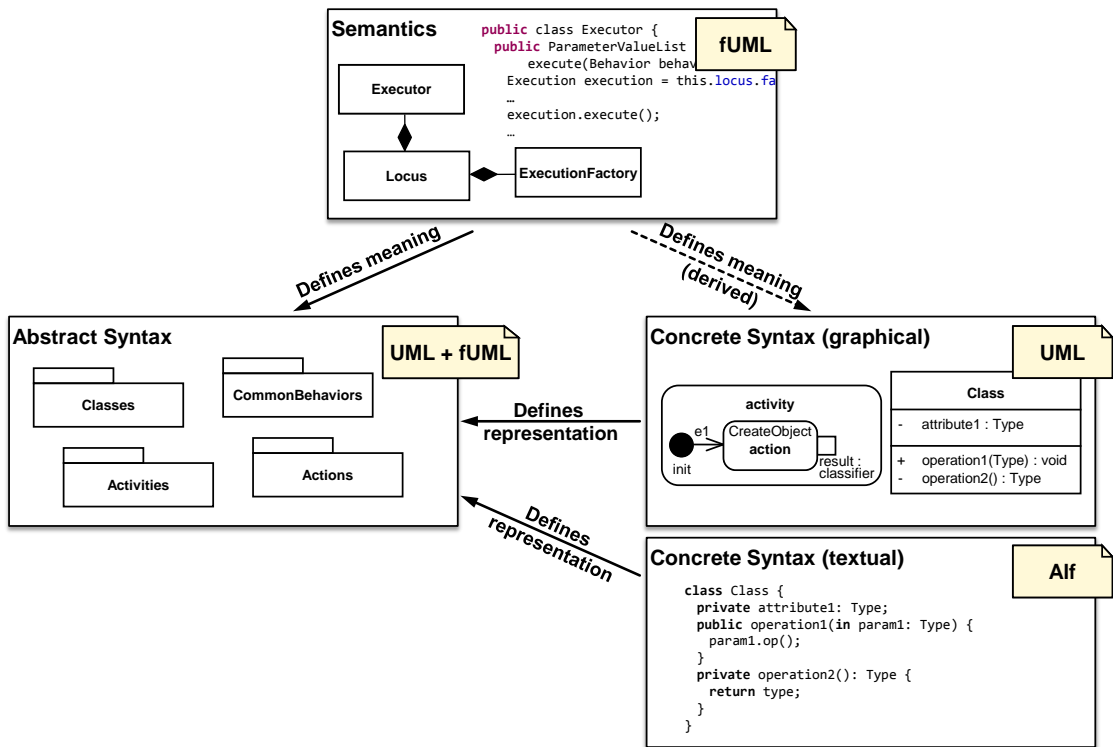 Semantics
fUML
public class Executor {
public ParameterValueList
execute(Behavior behav
Execution execution = this.locus.fa
…
execution.execute();
…
Executor
Locus
ExecutionFactory
Defines meaning
Defines meaning
(derived)
Abstract Syntax
UML + fUML
Classes
CommonBehaviors
Activities
Actions
Defines
representation
Defines
representation
Concrete Syntax (graphical)
UML
activity
e1
CreateObject
action
init
result :
classifier
Class
- attribute1 : Type
+ operation1(Type) : void
- operation2() : Type
Concrete Syntax (textual)
Alf
class Class {
private attribute1: Type;
public operation1(in param1: Type) {
param1.op();
}
private operation2(): Type {
return type;
}
}